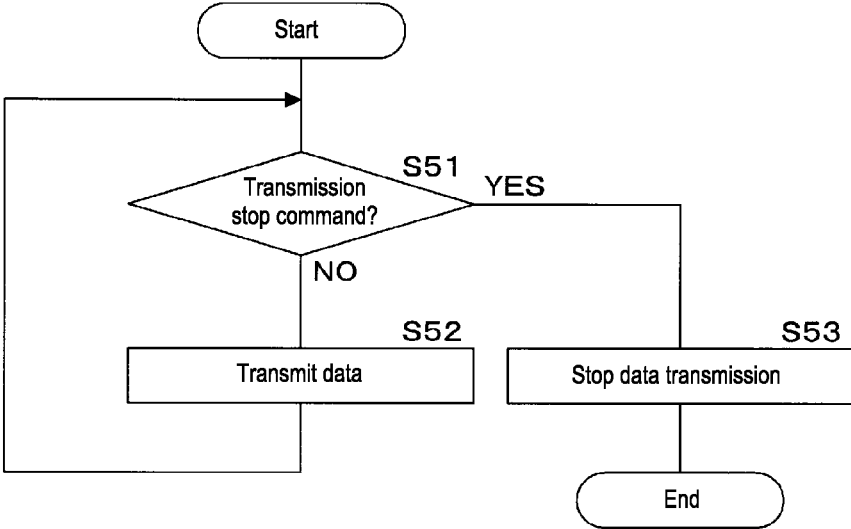 Start
S51
Transmission
stop command?
YES
NO
S52
Transmit data
S53
Stop data transmission
End